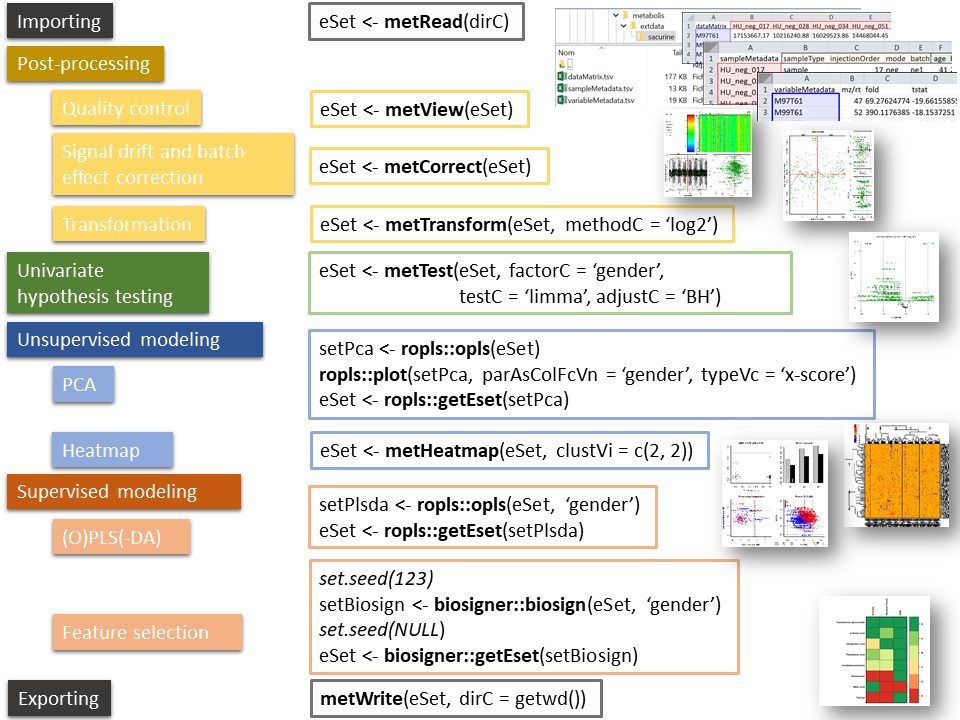 Importing
eSet <- metRead(dirC)
metabolis
extdata
sacurine
Nom
dataMatrix.tsv 177 KB
sampleMetadata.tsv 13 KB
variableMetadata.tsv 19 KB
A B C D E
1 dataMatrix HU_neg_017 HU_neg_028 HU_neg_034 HU_neg_051
2 M97T61 17153667.17 10216240.88 16029523.86 14468044.45
A B C D E F
1 sampleMetadata sampleType injectionOrder mode batch age
2 HU_neg_017 sample 17 neg ne1 41
A B C D
1 variableMetadata mz/rt fold tstat
2 M97T61 47 69.27624774 -19.6615585
3 M99T61 52 390.1176385 -18.1537251
Post-processing
Quality control
eSet <- metView(eSet)
Signal drift and batch
effect correction
eSet <- metCorrect(eSet)
Transformation
eSet <- metTransform(eSet, methodC = ‘log2’)
Univariate
hypothesis testing
eSet <- metTest(eSet, factorC = ‘gender’,
testC = ‘limma’, adjustC = ‘BH’)
Unsupervised modeling
PCA
setPca <- ropls::opls(eSet)
ropls::plot(setPca, parAsColFcVn = ‘gender’, typeVc = ‘x-score’)
eSet <- ropls::getEset(setPca)
Heatmap
eSet <- metHeatmap(eSet, clustVi = c(2, 2))
Supervised modeling
(O)PLS(-DA)
setPlsda <- ropls::opls(eSet, ‘gender’)
eSet <- ropls::getEset(setPlsda)
Feature selection
set.seed(123)
setBiosign <- biosigner::biosign(eSet, ‘gender’)
set.seed(NULL)
eSet <- biosigner::getEset(setBiosign)
Exporting
metWrite(eSet, dirC = getwd())